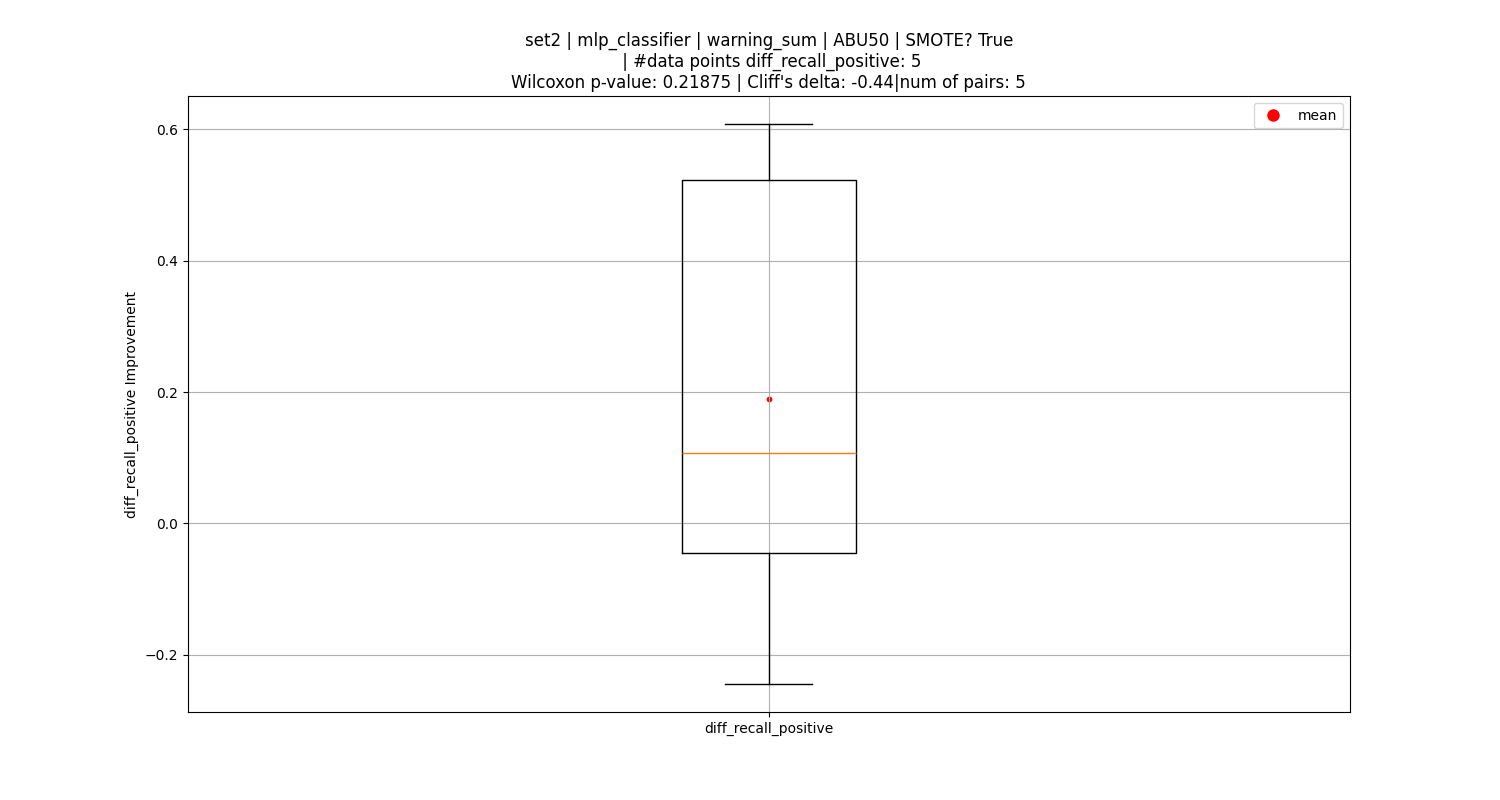 set2 | mlp_classifier | warning_sum | ABU50 | SMOTE? True
| #data points diff_recall_positive: 5
Wilcoxon p-value: 0.21875 | Cliff's delta: -0.44|num of pairs: 5
mean
0.6
0.4
0.2
0.0
−0.2
diff_recall_positive Improvement
diff_recall_positive